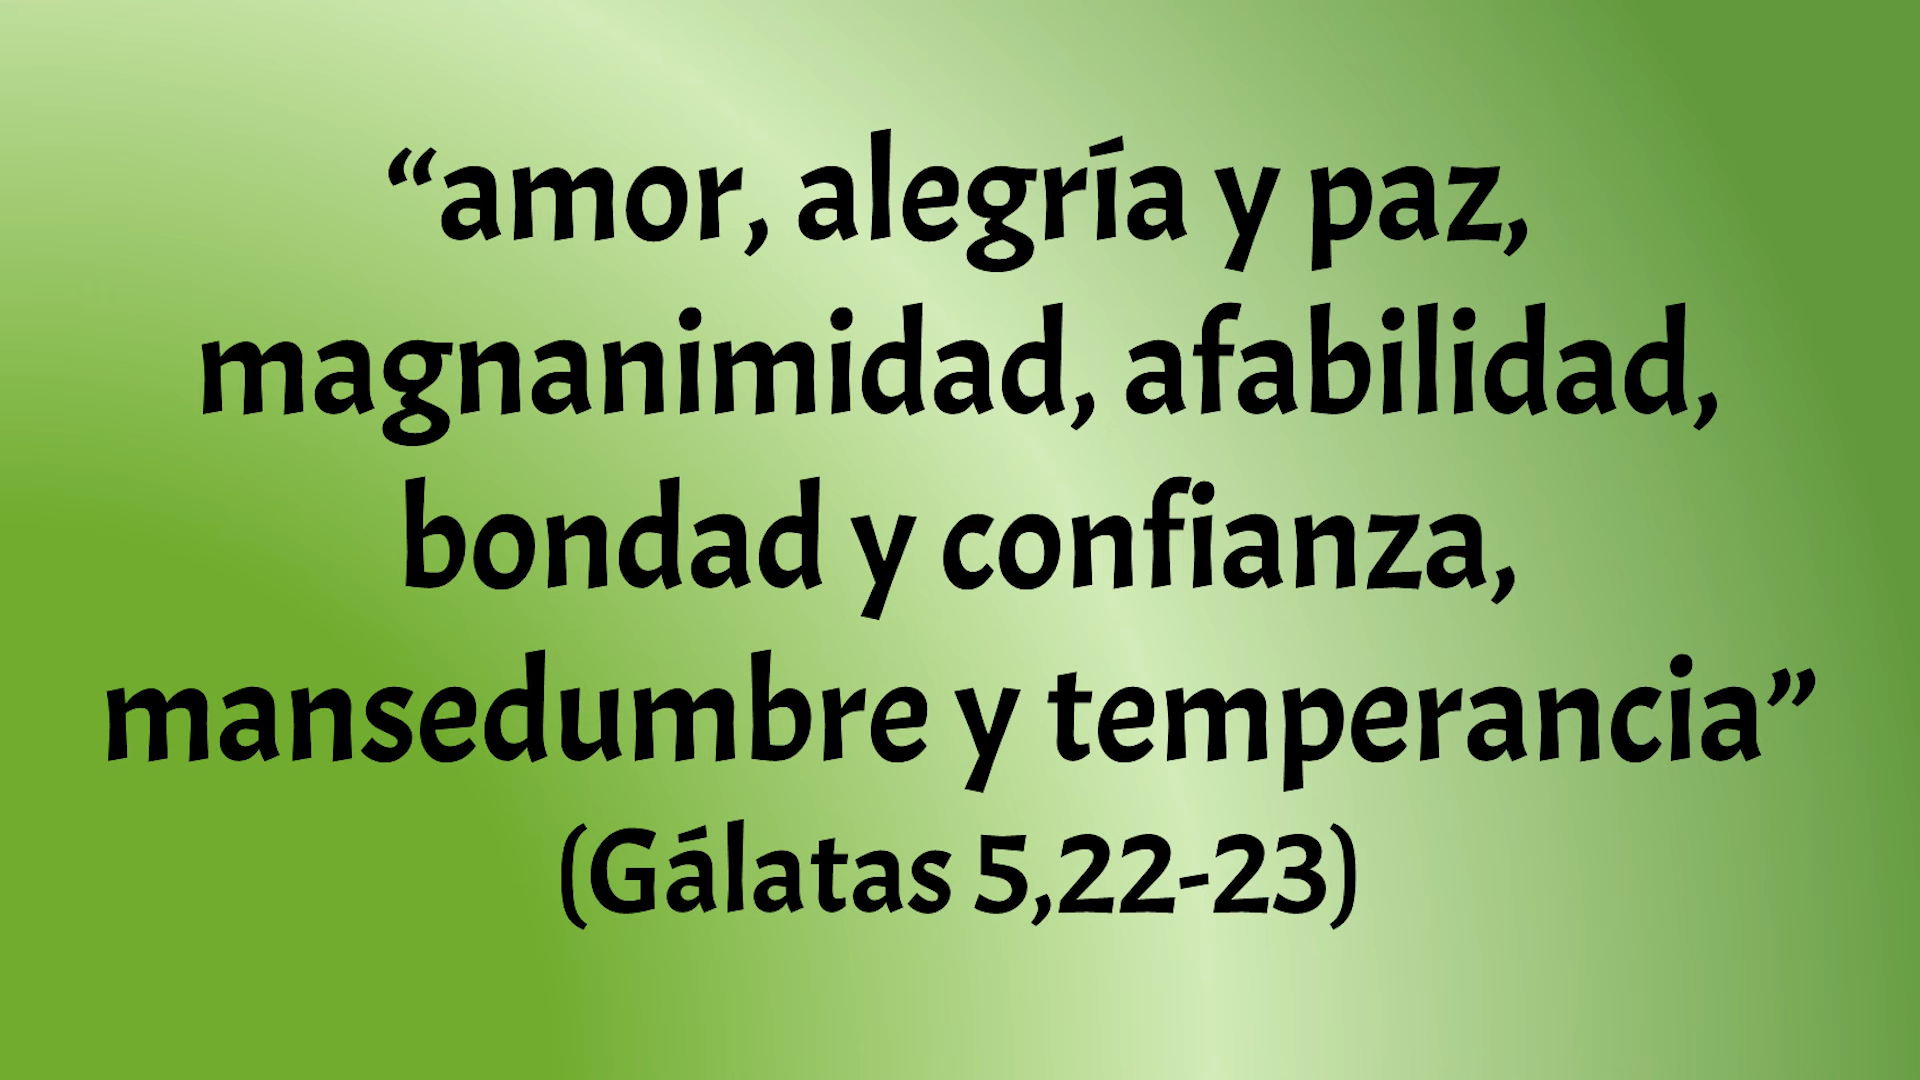 “amor, alegría y paz,
magnanimidad, afabilidad,
bondad y confianza,
mansedumbre y temperancia”
(Gálatas 5,22-23)